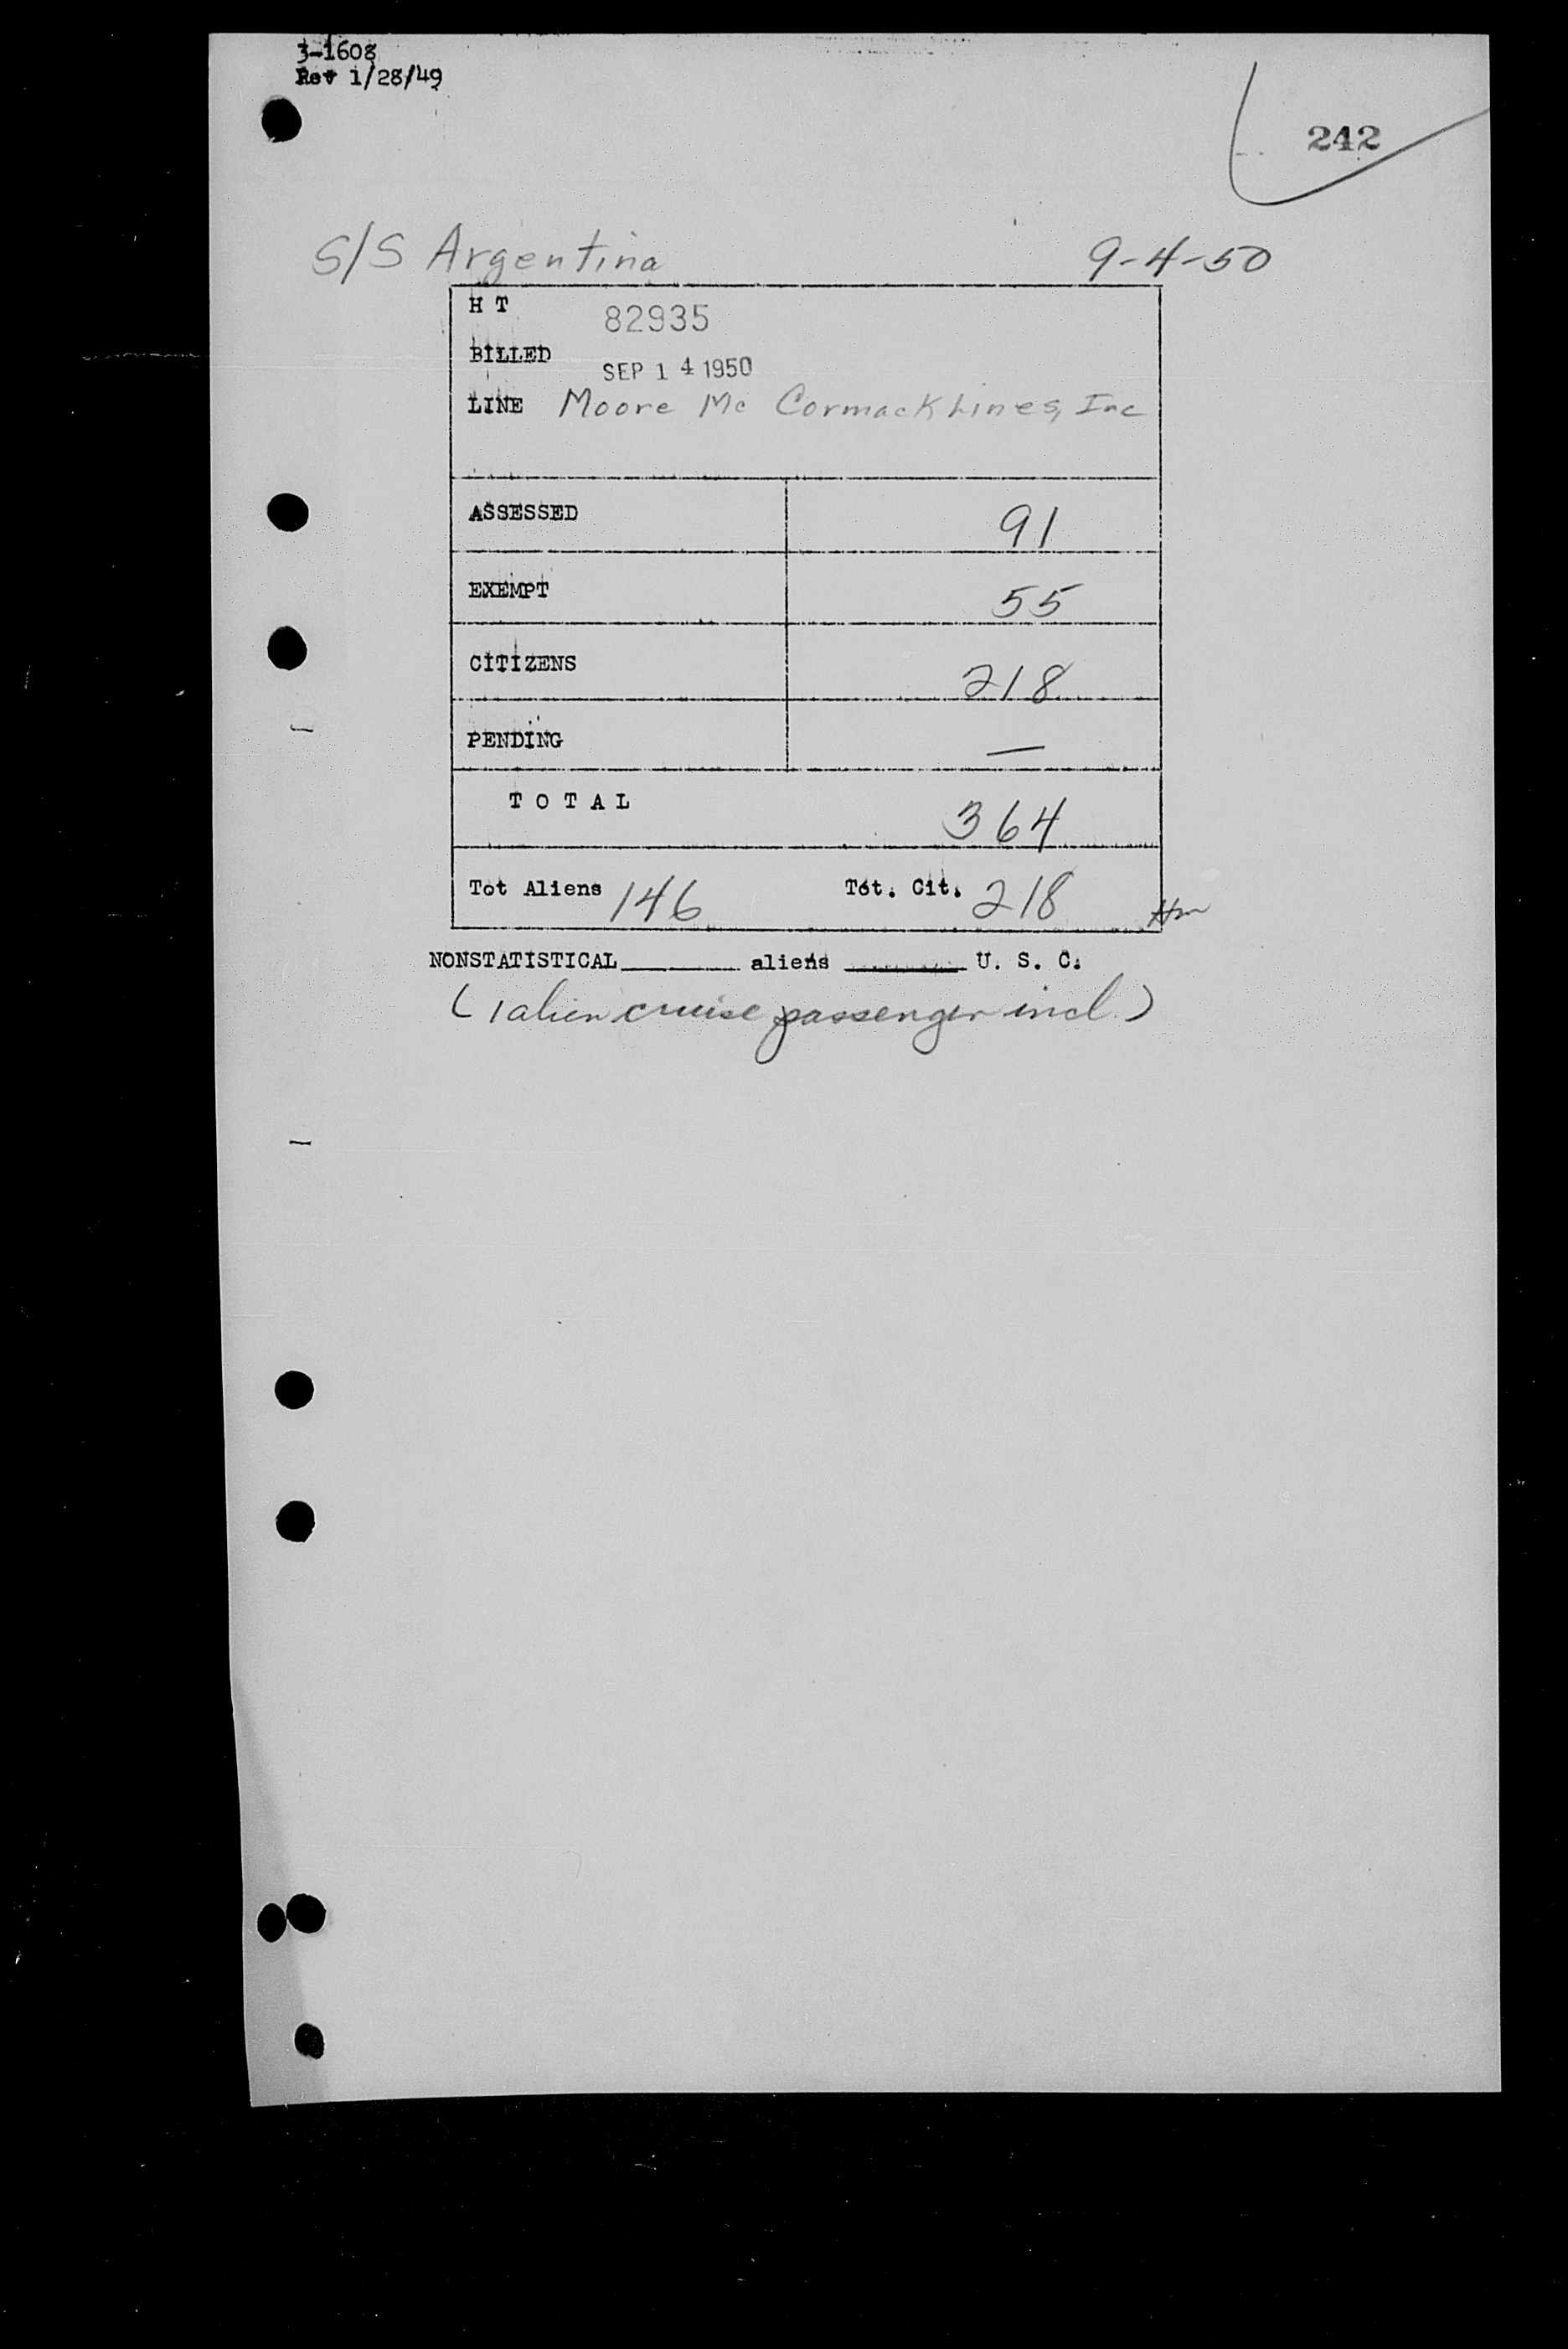 3-1608
Rev 1/28/49
242
S/S Argentina 9-4-50
H T 82935
BILLED SEP 14 1950
LINE Moore Mc Cormack Lines, Inc
ASSESSED 91
EXEMPT 55
CITIZENS 218
PENDING —
TOTAL 364
Tot Aliens 146 Tot. Cit. 218
NONSTATISTICAL ______ aliens ______ U. S. C.
(1 alien cruise passenger incl.)